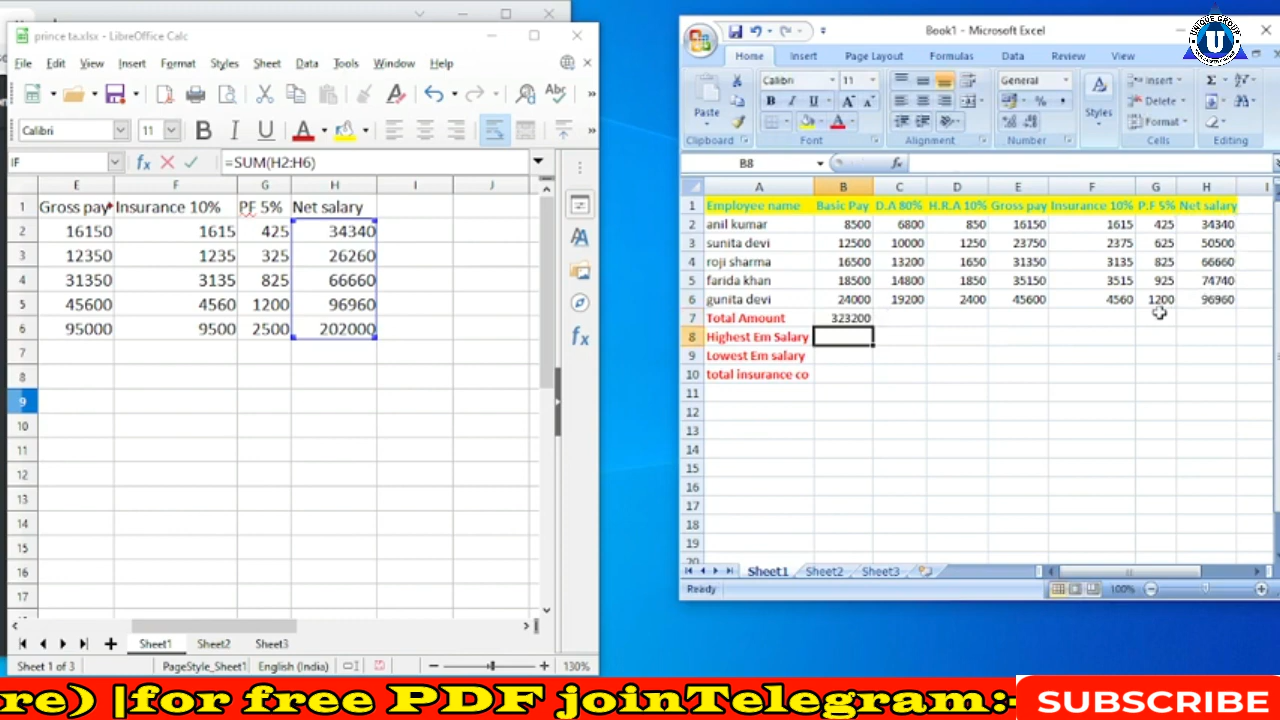 prince ta.xlsx - LibreOffice Calc
File Edit View Insert Format Styles Sheet Data Tools Window Help
Calibri 11
IF =SUM(H2:H6)
E F G H I J
1 Gross pay Insurance 10% PF 5% Net salary
2 16150 1615 425 34340
3 12350 1235 325 26260
4 31350 3135 825 66660
5 45600 4560 1200 96960
6 95000 9500 2500 202000
7
8
9
10
11
12
13
14
15
16
17
Sheet1 Sheet2 Sheet3
Sheet 1 of 3 PageStyle_Sheet1 English (India) 130%
Book1 - Microsoft Excel
Home Insert Page Layout Formulas Data Review View
Calibri 11 General Insert
Paste Styles Delete
Format
Clipboard Font Alignment Number Cells Editing
B8 fx
A B C D E F G H I
1 Employee name Basic Pay D.A 80% H.R.A 10% Gross pay Insurance 10% P.F 5% Net salary
2 anil kumar 8500 6800 850 16150 1615 425 34340
3 sunita devi 12500 10000 1250 23750 2375 625 50500
4 roji sharma 16500 13200 1650 31350 3135 825 66660
5 farida khan 18500 14800 1850 35150 3515 925 74740
6 gunita devi 24000 19200 2400 45600 4560 1200 96960
7 Total Amount 323200
8 Highest Em Salary
9 Lowest Em salary
10 total insurance co
11
12
13
14
15
16
17
18
19
20
Sheet1 Sheet2 Sheet3
Ready 100%
UNIQUE GROUP
U
re) |for free PDF joinTelegram:-
SUBSCRIBE